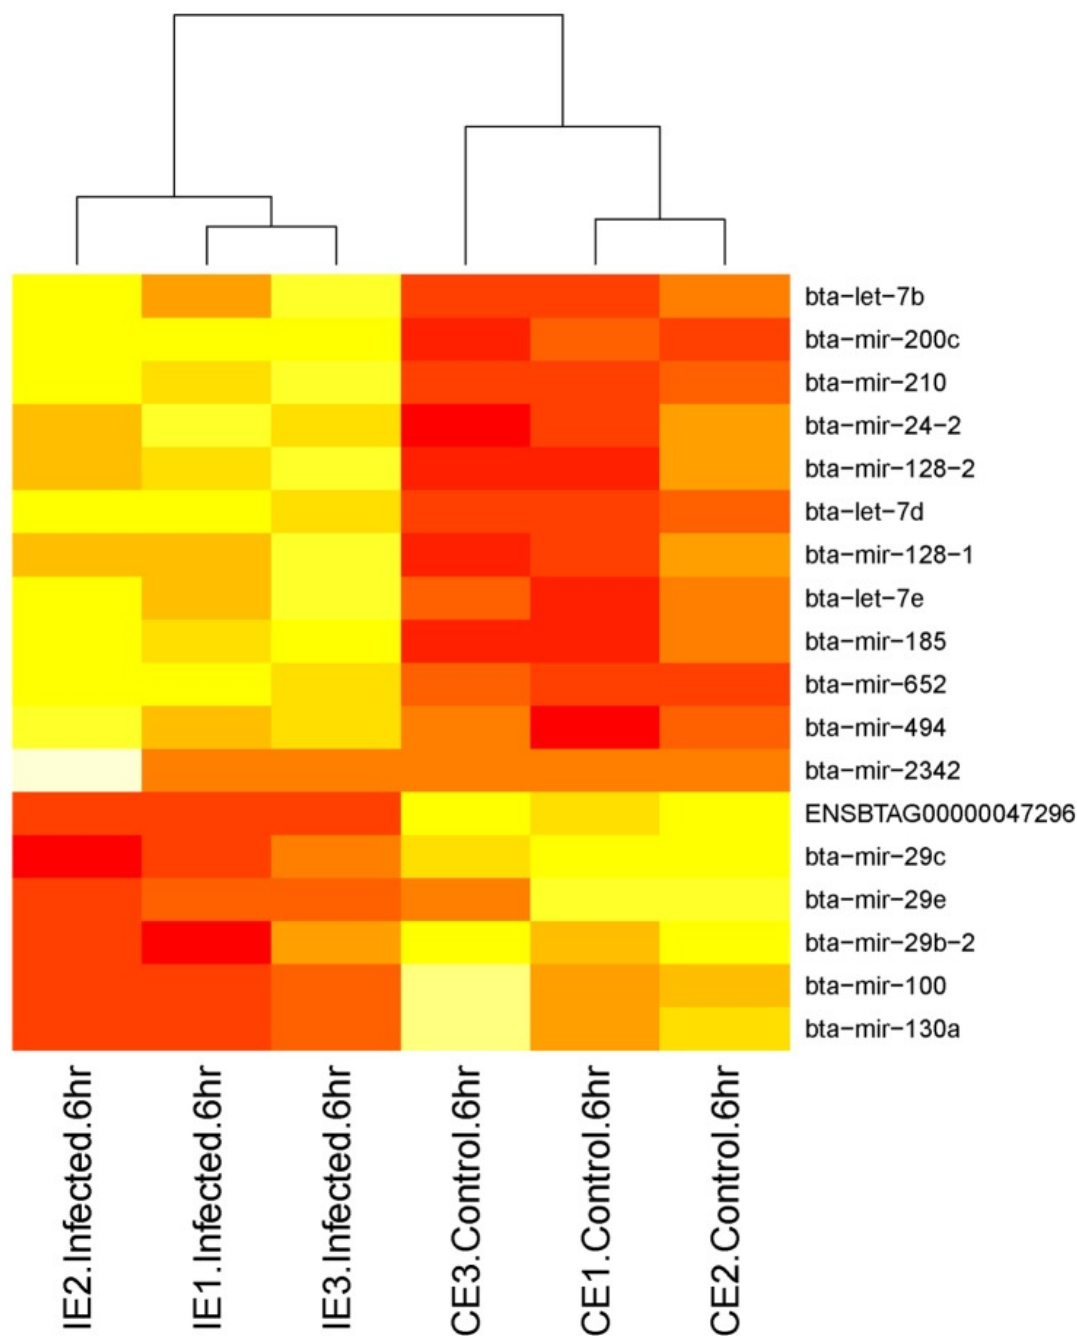 bta−let−7b
bta−mir−200c
bta−mir−210
bta−mir−24−2
bta−mir−128−2
bta−let−7d
bta−mir−128−1
bta−let−7e
bta−mir−185
bta−mir−652
bta−mir−494
bta−mir−2342
ENSBTAG00000047296
bta−mir−29c
bta−mir−29e
bta−mir−29b−2
bta−mir−100
bta−mir−130a
IE2.Infected.6hr
IE1.Infected.6hr
IE3.Infected.6hr
CE3.Control.6hr
CE1.Control.6hr
CE2.Control.6hr